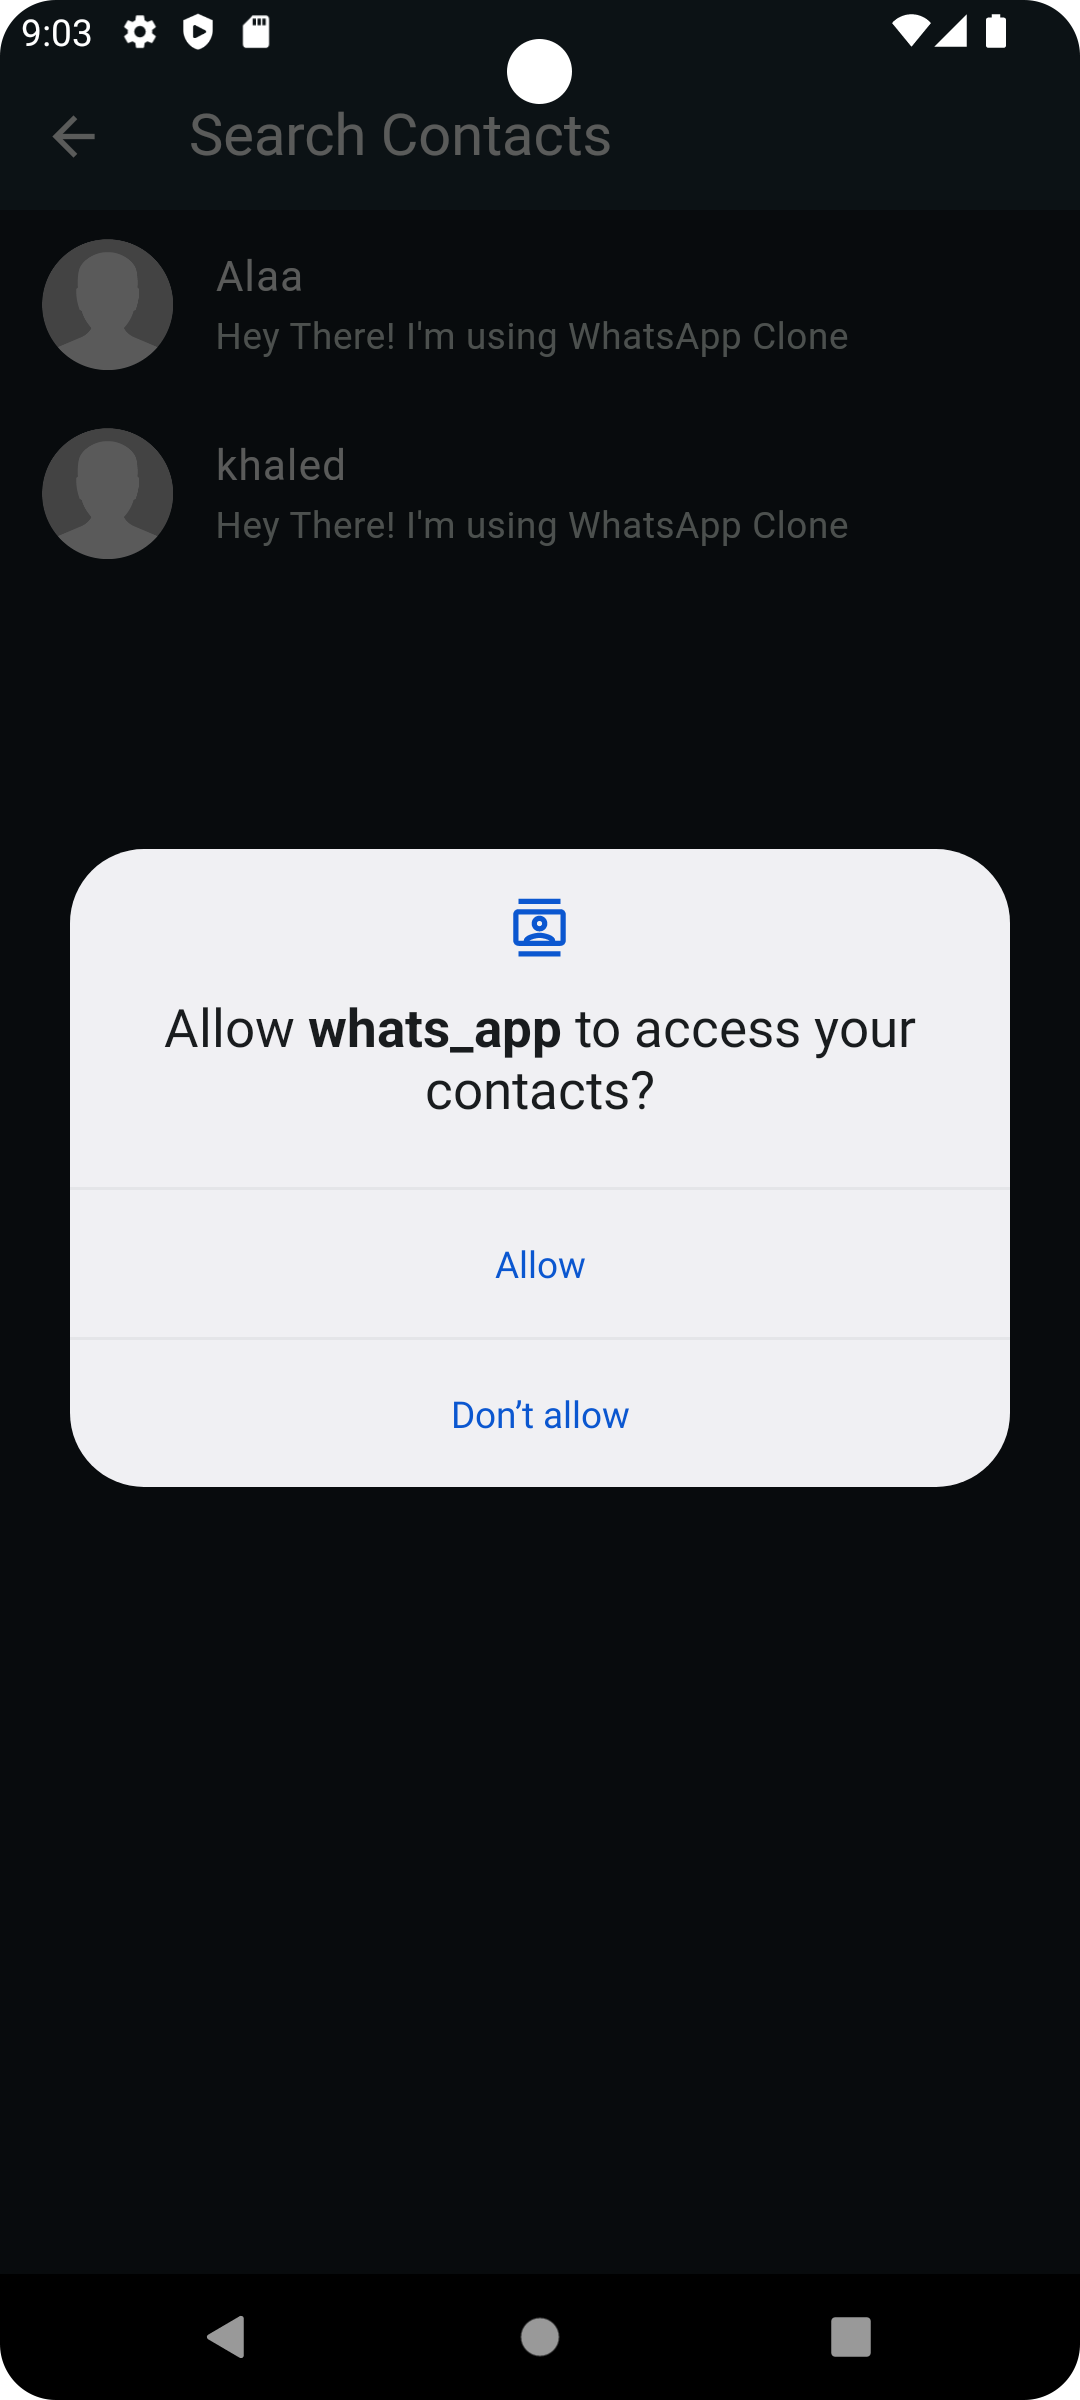 9:03
Search Contacts
Alaa
Hey There! I'm using WhatsApp Clone
khaled
Hey There! I'm using WhatsApp Clone
Allow whats_app to access your
contacts?
Allow
Don’t allow